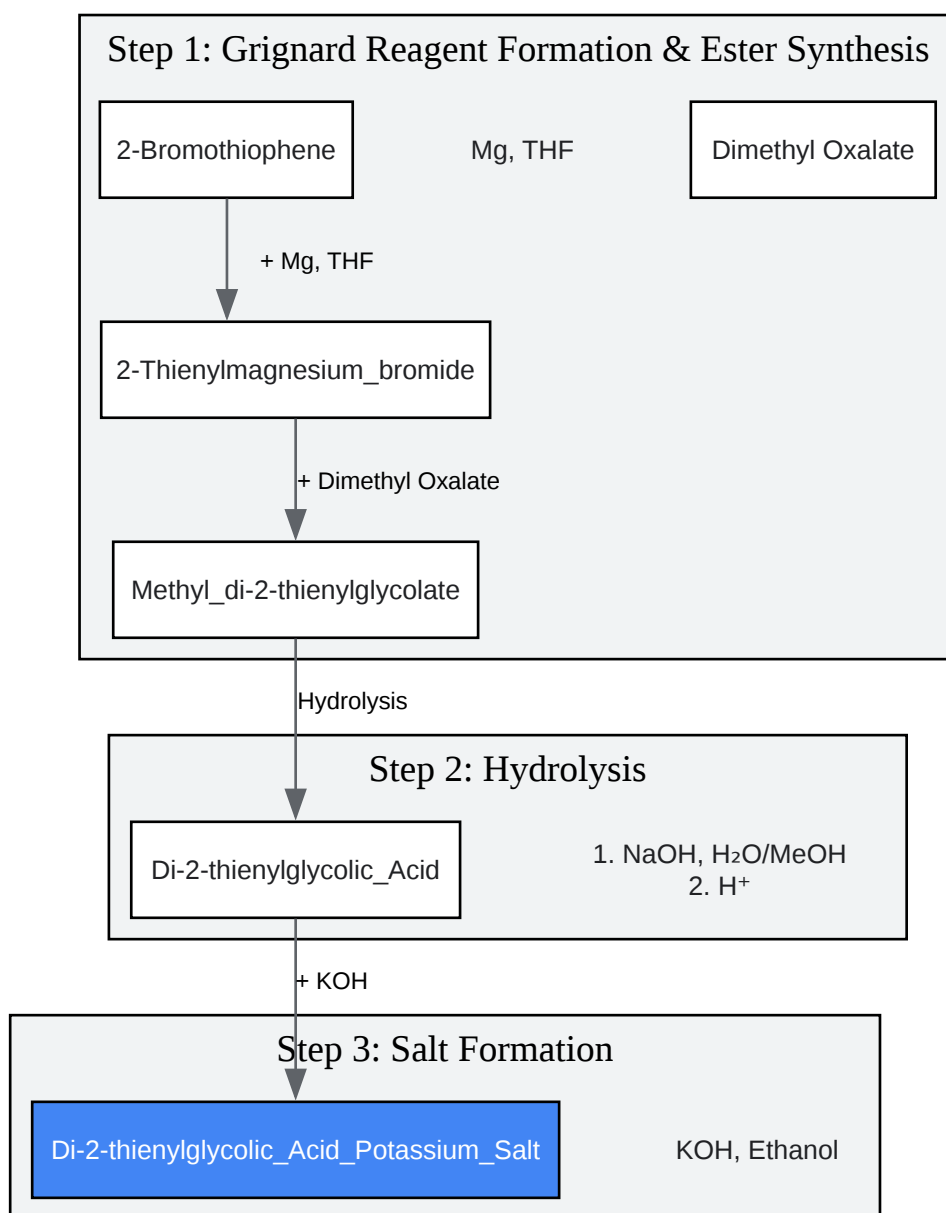 Step 1: Grignard Reagent Formation & Ester Synthesis
2-Bromothiophene
Mg, THF
Dimethyl Oxalate
+ Mg, THF
2-Thienylmagnesium_bromide
+ Dimethyl Oxalate
Methyl_di-2-thienylglycolate
Hydrolysis
Step 2: Hydrolysis
Di-2-thienylglycolic_Acid
1. NaOH, H₂O/MeOH
2. H⁺
+ KOH
Step 3: Salt Formation
Di-2-thienylglycolic_Acid_Potassium_Salt
KOH, Ethanol